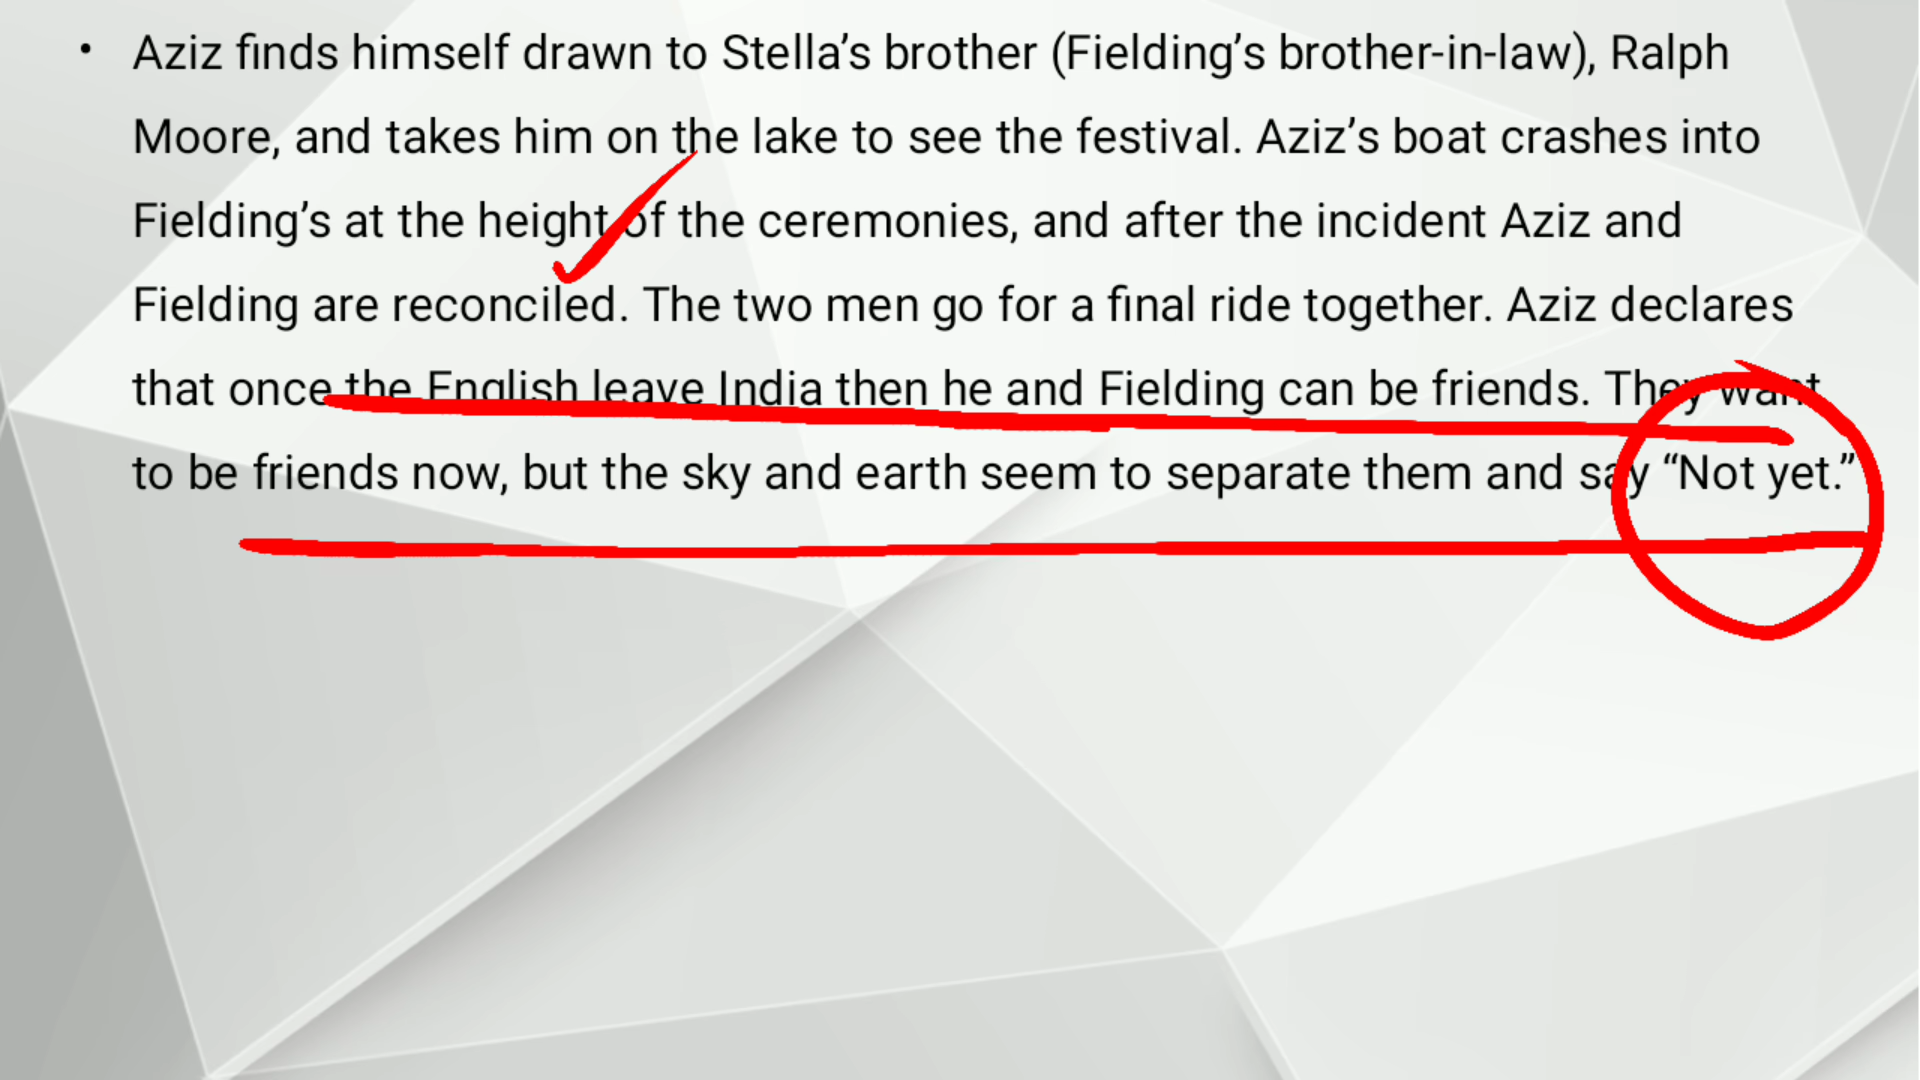 • Aziz finds himself drawn to Stella’s brother (Fielding’s brother-in-law), Ralph
Moore, and takes him on the lake to see the festival. Aziz’s boat crashes into
Fielding’s at the height of the ceremonies, and after the incident Aziz and
Fielding are reconciled. The two men go for a final ride together. Aziz declares
that once the English leave India then he and Fielding can be friends. They want
to be friends now, but the sky and earth seem to separate them and say “Not yet.”